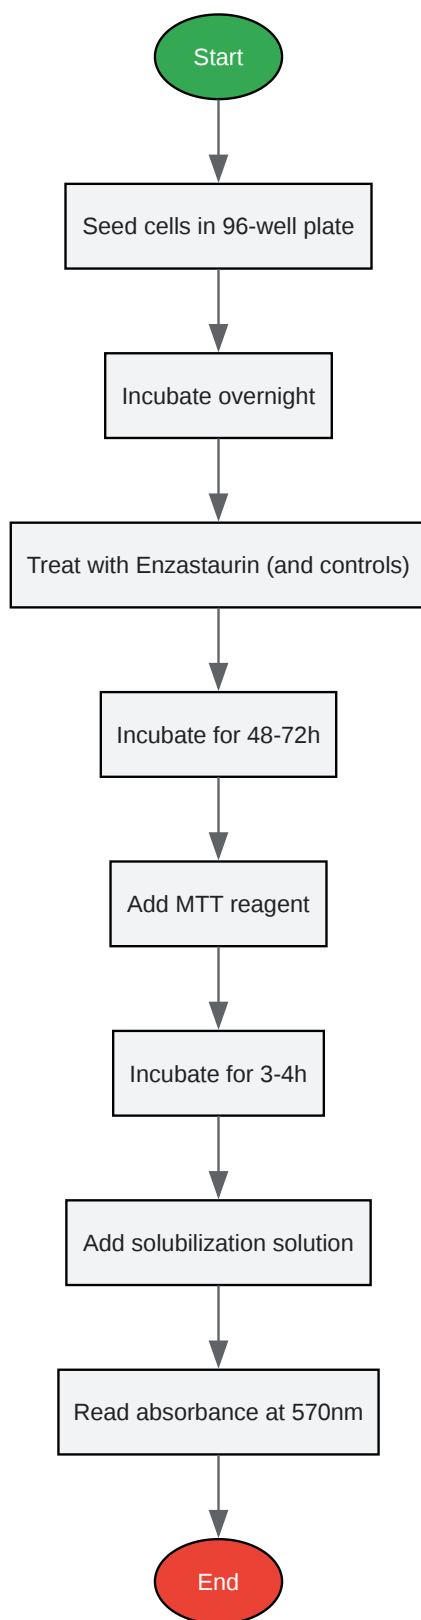 Start
Seed cells in 96-well plate
Incubate overnight
Treat with Enzastaurin (and controls)
Incubate for 48-72h
Add MTT reagent
Incubate for 3-4h
Add solubilization solution
Read absorbance at 570nm
End